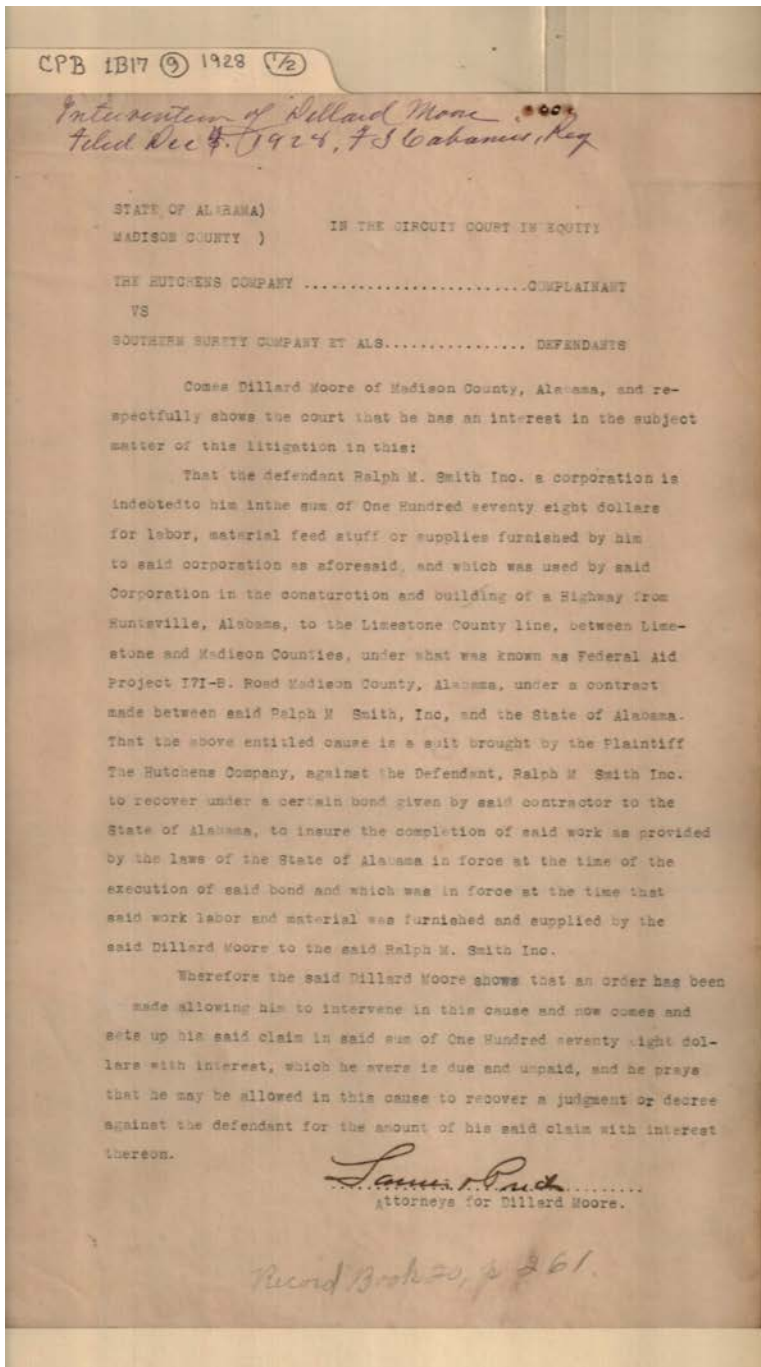 CPB 1B17 ⑨ 1928 ½
Intervention of Dillard Moore
Filed Dec 1928, F S Cabaniss, Reg
STATE OF ALABAMA)
IN THE CIRCUIT COURT IN EQUITY
MADISON COUNTY )
THE HUTCHENS COMPANY .........................COMPLAINANT
VS
SOUTHERN SURETY COMPANY ET ALS................ DEFENDANTS
Comes Dillard Moore of Madison County, Alabama, and re-
spectfully shows the court that he has an interest in the subject
matter of this litigation in this:
That the defendant Ralph M. Smith Inc. a corporation is
indebtedto him inthe sum of One Hundred seventy eight dollars
for labor, material feed stuff or supplies furnished by him
to said corporation as aforesaid, and which was used by said
Corporation in the consturction and building of a Highway from
Huntsville, Alabama, to the Limestone County line, between Lime-
stone and Madison Counties, under what was known as Federal Aid
Project I7I-B. Road Madison County, Alabama, under a contract
made between said Ralph M Smith, Inc, and the State of Alabama.
That the above entitled cause is a suit brought by the Plaintiff
The Hutchens Company, against the Defendant, Ralph M Smith Inc.
to recover under a certain bond given by said contractor to the
State of Alabama, to insure the completion of said work as provided
by the laws of the State of Alabama in force at the time of the
execution of said bond and which was in force at the time that
said work labor and material was furnished and supplied by the
said Dillard Moore to the said Ralph M. Smith Inc.
Wherefore the said Dillard Moore shows that an order has been
made allowing him to intervene in this cause and now comes and
sets up his said claim in said sum of One Hundred seventy eight dol-
lars with interest, which he avers is due and unpaid, and he prays
that he may be allowed in this cause to recover a judgment or decree
against the defendant for the amount of his said claim with interest
thereon.
Attorneys for Dillard Moore.
Record Book 20, p 261.